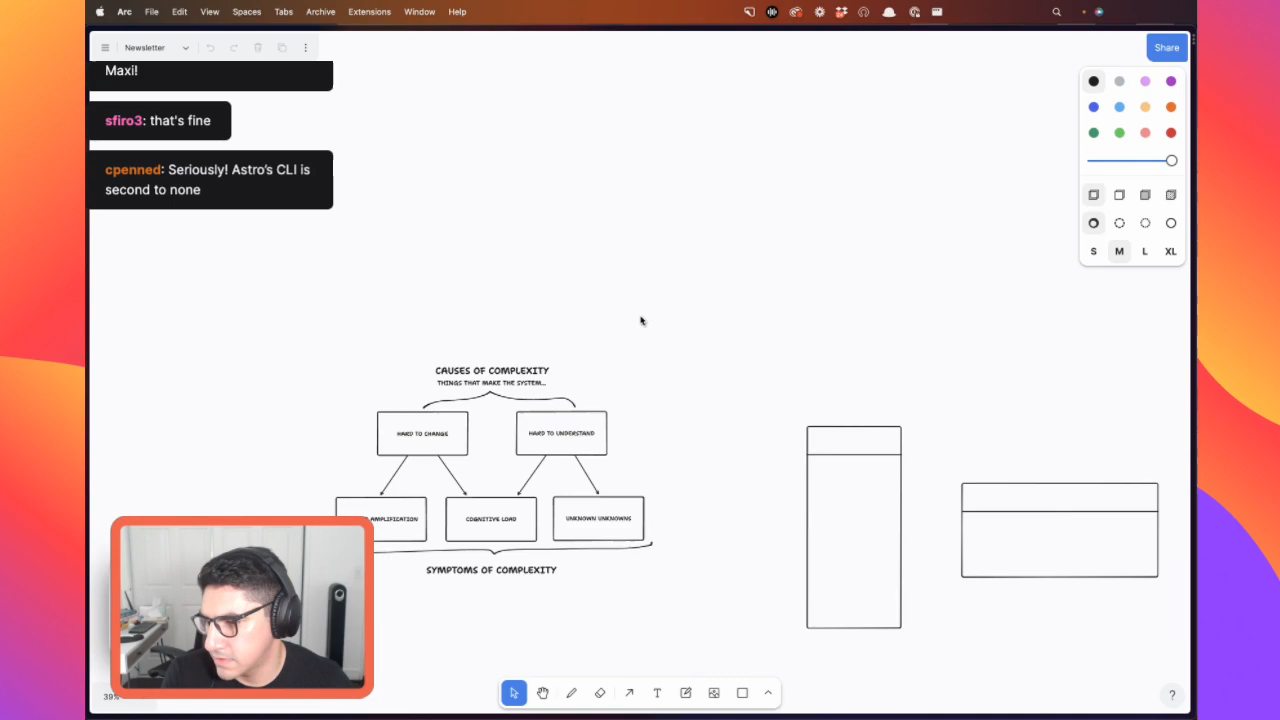 Arc File Edit View Spaces Tabs Archive Extensions Window Help
Newsletter
Share
Maxi!
sfiro3: that's fine
cpenned: Seriously! Astro's CLI is
second to none
S M L XL
CAUSES OF COMPLEXITY
THINGS THAT MAKE THE SYSTEM...
HARD TO CHANGE
HARD TO UNDERSTAND
AMPLIFICATION
COGNITIVE LOAD
UNKNOWN UNKNOWNS
SYMPTOMS OF COMPLEXITY
39%
T
?